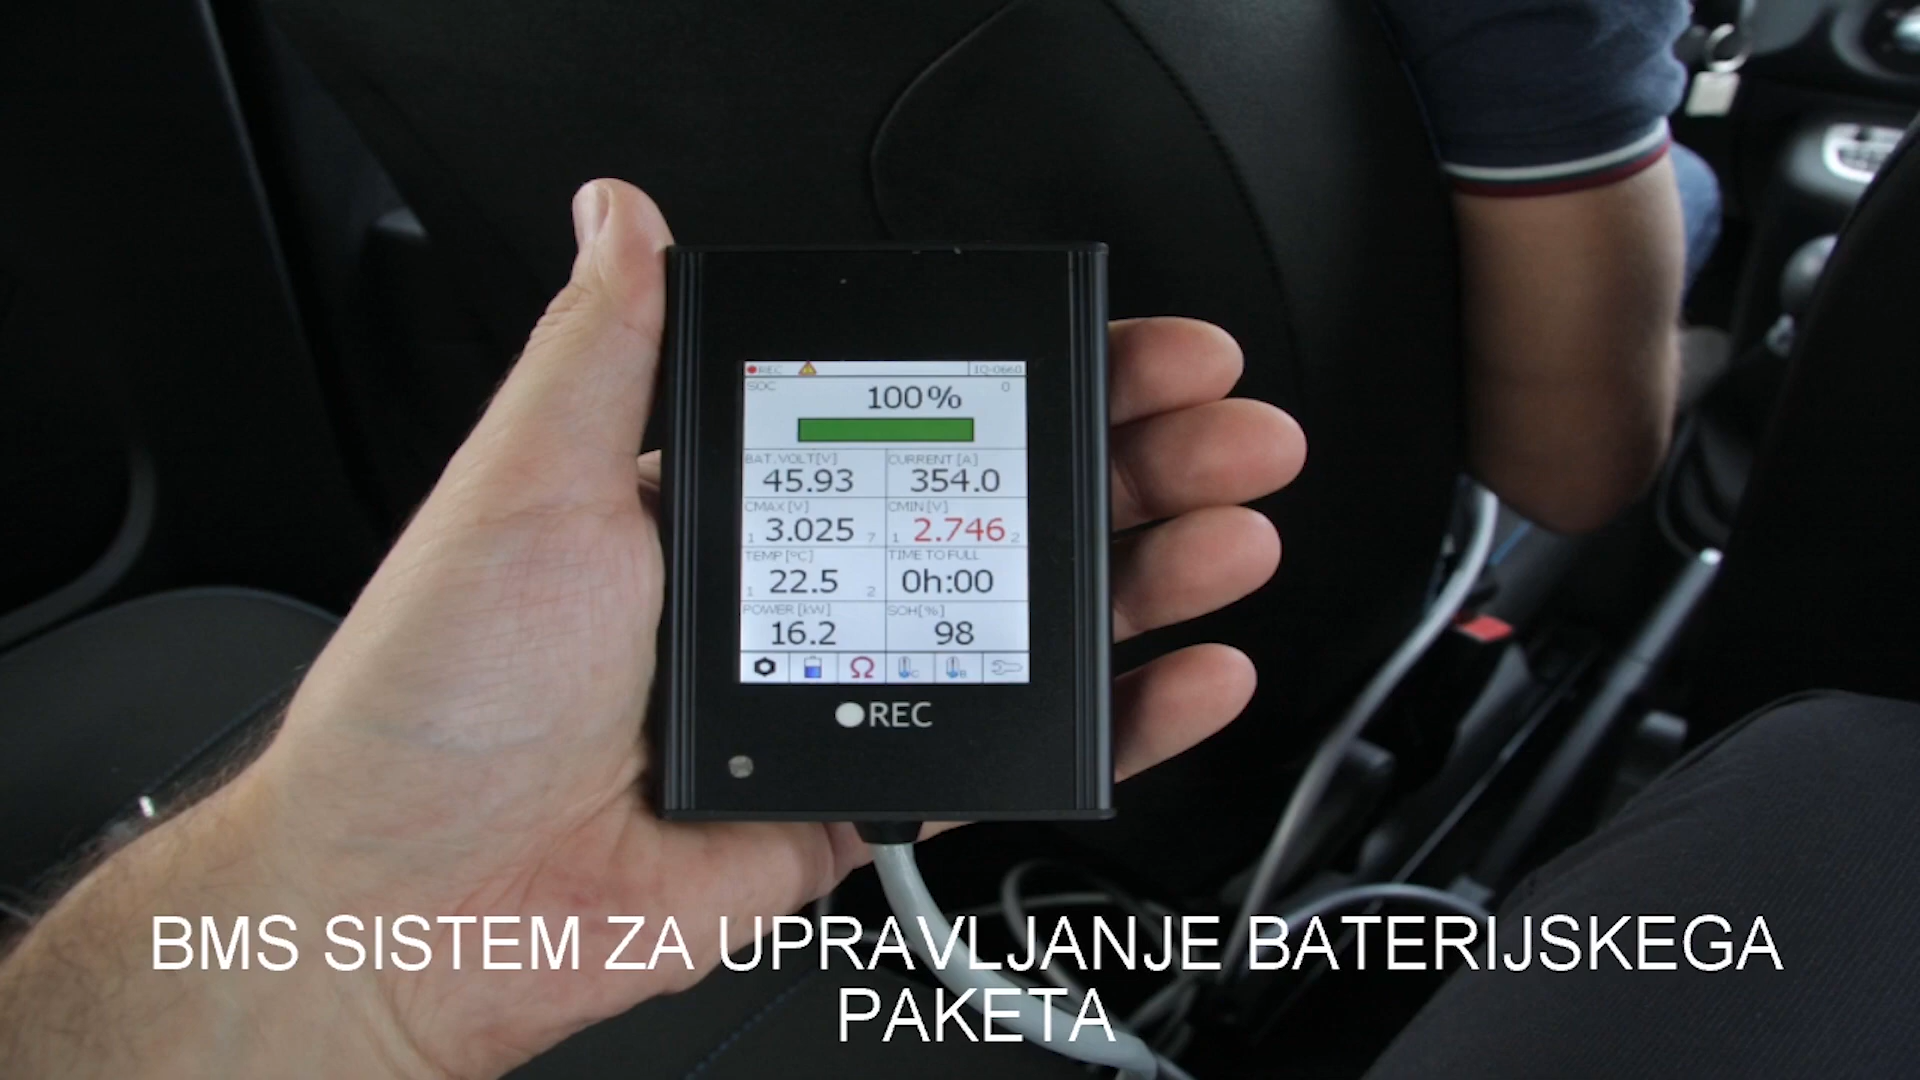 REC IQ-0660
SOC 0
100%
BAT.VOLT[V] CURRENT [A]
45.93 354.0
CMAX [V] CMIN [V]
1 3.025 7 1 2.746 2
TEMP [°C] TIME TO FULL
1 22.5 2 0h:00
POWER [kW] SOH[%]
16.2 98
REC
BMS SISTEM ZA UPRAVLJANJE BATERIJSKEGA
PAKETA